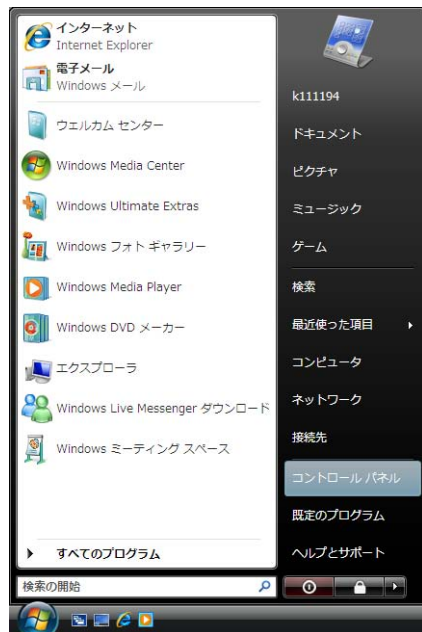 インターネット
Internet Explorer
電子メール
Windows メール
ウェルカム センター
Windows Media Center
Windows Ultimate Extras
Windows フォト ギャラリー
Windows Media Player
Windows DVD メーカー
エクスプローラ
Windows Live Messenger ダウンロード
Windows ミーティング スペース
すべてのプログラム
検索の開始
k111194
ドキュメント
ピクチャ
ミュージック
ゲーム
検索
最近使った項目
コンピュータ
ネットワーク
接続先
コントロール パネル
既定のプログラム
ヘルプとサポート